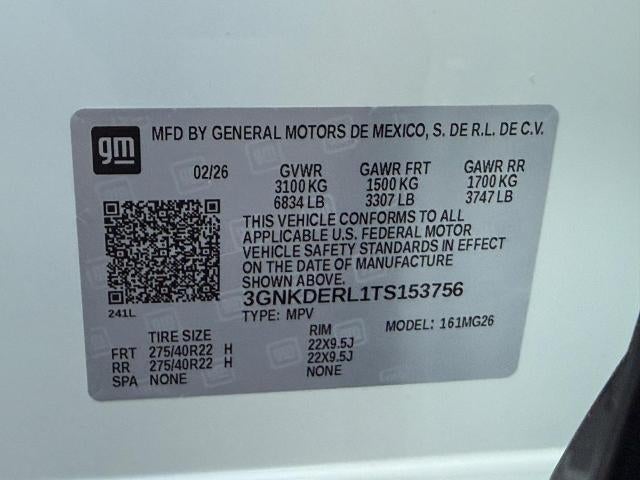 gm
MFD BY GENERAL MOTORS DE MEXICO, S. DE R.L. DE C.V.
02/26 GVWR GAWR FRT GAWR RR
3100 KG 1500 KG 1700 KG
6834 LB 3307 LB 3747 LB
THIS VEHICLE CONFORMS TO ALL
APPLICABLE U.S. FEDERAL MOTOR
VEHICLE SAFETY STANDARDS IN EFFECT
ON THE DATE OF MANUFACTURE
SHOWN ABOVE.
3GNKDERL1TS153756
241L
TYPE: MPV MODEL: 161MG26
TIRE SIZE RIM
FRT 275/40R22 H 22X9.5J
RR 275/40R22 H 22X9.5J
SPA NONE NONE